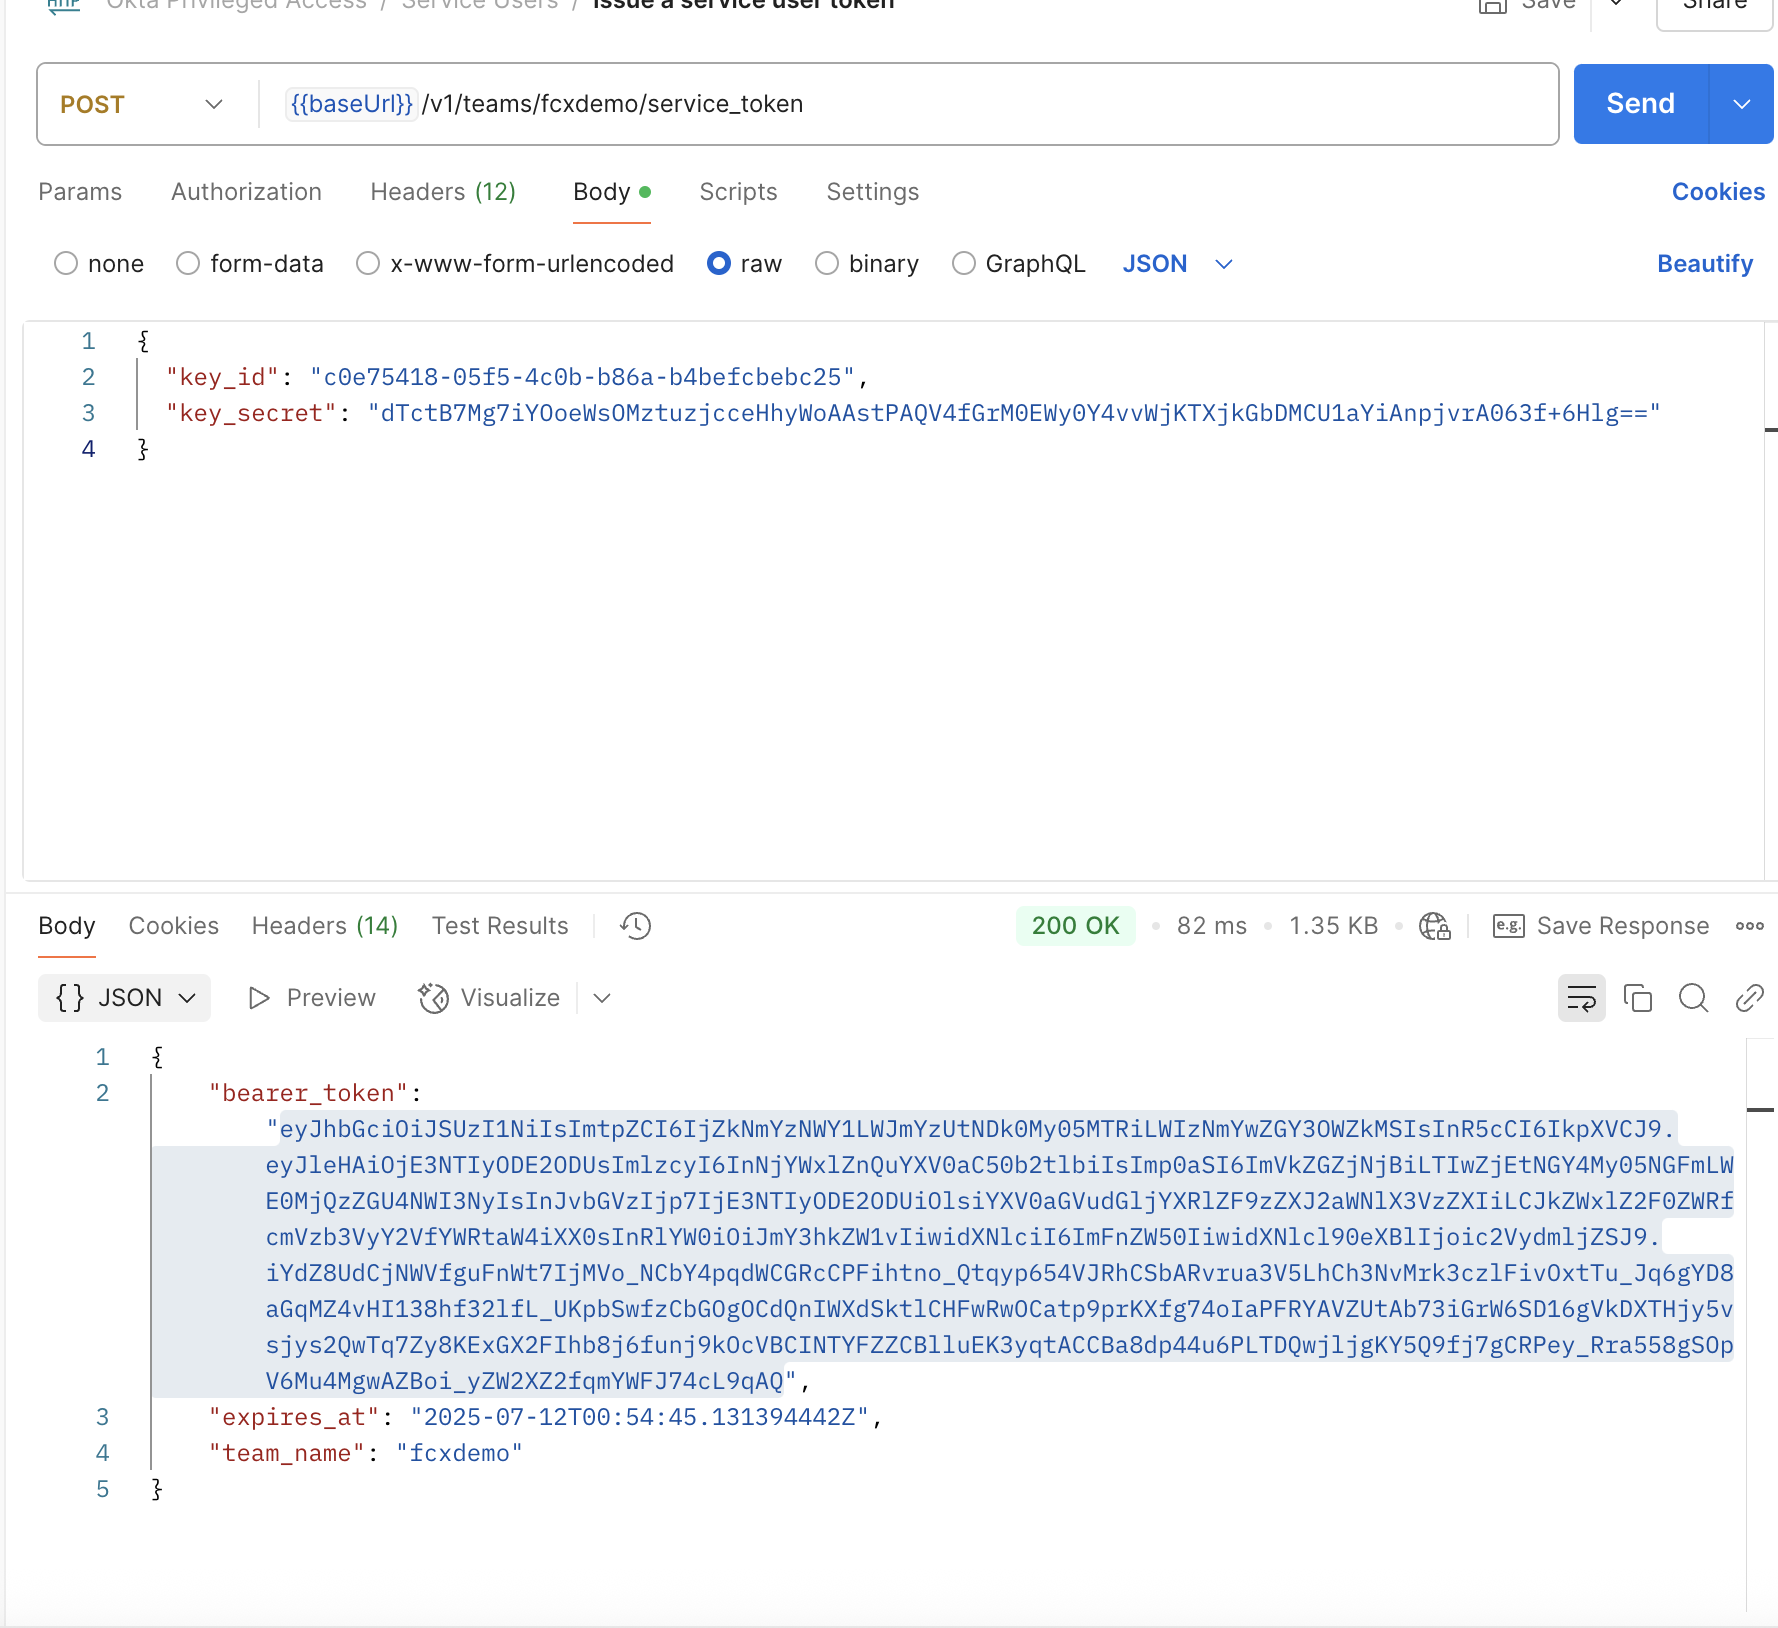 HTTP Okta Privileged Access / Service Users / Issue a service user token Save Share
POST {{baseUrl}} /v1/teams/fcxdemo/service_token Send
Params Authorization Headers (12) Body Scripts Settings Cookies
none form-data x-www-form-urlencoded raw binary GraphQL JSON Beautify
1 {
2 "key_id": "c0e75418-05f5-4c0b-b86a-b4befcbebc25",
3 "key_secret": "dTctB7Mg7iYOoeWsOMztuzjcceHhyWoAAstPAQV4fGrM0EWy0Y4vvWjKTXjkGbDMCU1aYiAnpjvrA063f+6Hlg=="
4 }
Body Cookies Headers (14) Test Results 200 OK • 82 ms • 1.35 KB • e.g. Save Response
{} JSON Preview Visualize
1 {
2 "bearer_token":
"eyJhbGciOiJSUzI1NiIsImtpZCI6IjZkNmYzNWY1LWJmYzUtNDk0My05MTRiLWIzNmYwZGY3OWZkMSIsInR5cCI6IkpXVCJ9.
eyJleHAiOjE3NTIyODE2ODUsImlzcyI6InNjYWxlZnQuYXV0aC50b2tlbiIsImp0aSI6ImVkZGZjNjBiLTIwZjEtNGY4My05NGFmLW
E0MjQzZGU4NWI3NyIsInJvbGVzIjp7IjE3NTIyODE2ODUiOlsiYXV0aGVudGljYXRlZF9zZXJ2aWNlX3VzZXIiLCJkZWxlZ2F0ZWRf
cmVzb3VyY2VfYWRtaW4iXX0sInRlYW0iOiJmY3hkZW1vIiwidXNlciI6ImFnZW50IiwidXNlcl90eXBlIjoic2VydmljZSJ9.
iYdZ8UdCjNWVfguFnWt7IjMVo_NCbY4pqdWCGRcCPFihtno_Qtqyp654VJRhCSbARvrua3V5LhCh3NvMrk3czlFivOxtTu_Jq6gYD8
aGqMZ4vHI138hf32lfL_UKpbSwfzCbGOgOCdQnIWXdSktlCHFwRwOCatp9prKXfg74oIaPFRYAVZUtAb73iGrW6SD16gVkDXTHjy5v
sjys2QwTq7Zy8KExGX2FIhb8j6funj9kOcVBCINTYFZZCBlluEK3yqtACCBa8dp44u6PLTDQwjljgKY5Q9fj7gCRPey_Rra558gSOp
V6Mu4MgwAZBoi_yZW2XZ2fqmYWFJ74cL9qAQ",
3 "expires_at": "2025-07-12T00:54:45.131394442Z",
4 "team_name": "fcxdemo"
5 }